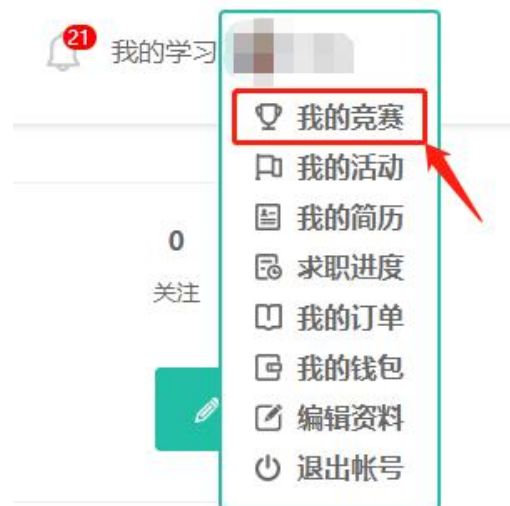 21
我的学习
我的竞赛
我的活动
我的简历
0
求职进度
关注
我的订单
我的钱包
编辑资料
退出帐号